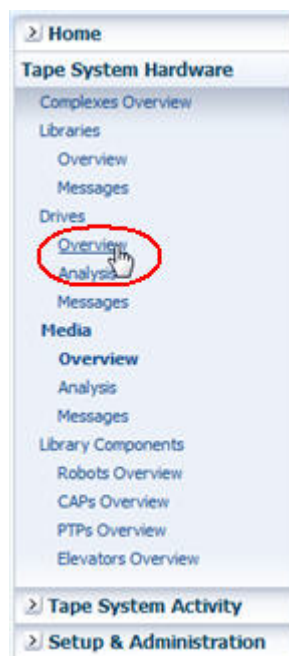 Home
Tape System Hardware
Complexes Overview
Libraries
Overview
Messages
Drives
Overview
Analysis
Messages
Media
Overview
Analysis
Messages
Library Components
Robots Overview
CAPs Overview
PTPs Overview
Elevators Overview
Tape System Activity
Setup & Administration